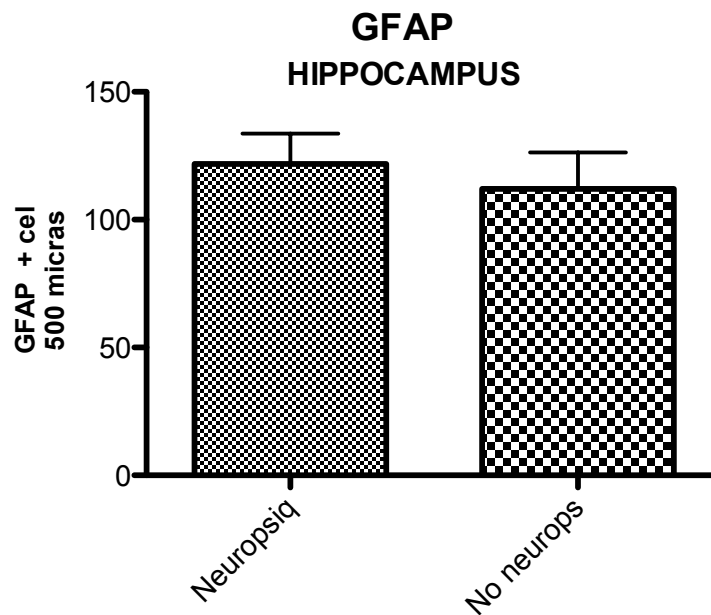 GFAP
HIPPOCAMPUS
150
100
50
0
GFAP + cel
500 micras
Neuropsiq
No neurops